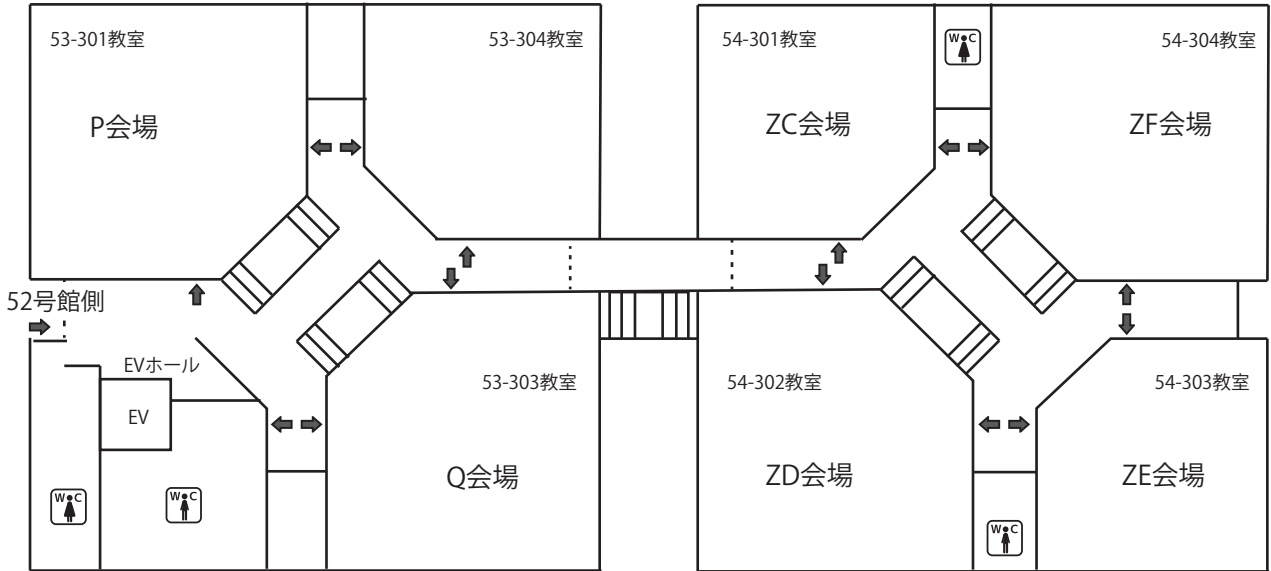 53-301教室
53-304教室
54-301教室
W C
54-304教室
P会場
ZC会場
ZF会場
52号館側
EVホール
EV
53-303教室
54-302教室
54-303教室
Q会場
ZD会場
ZE会場
W C
W C
W C